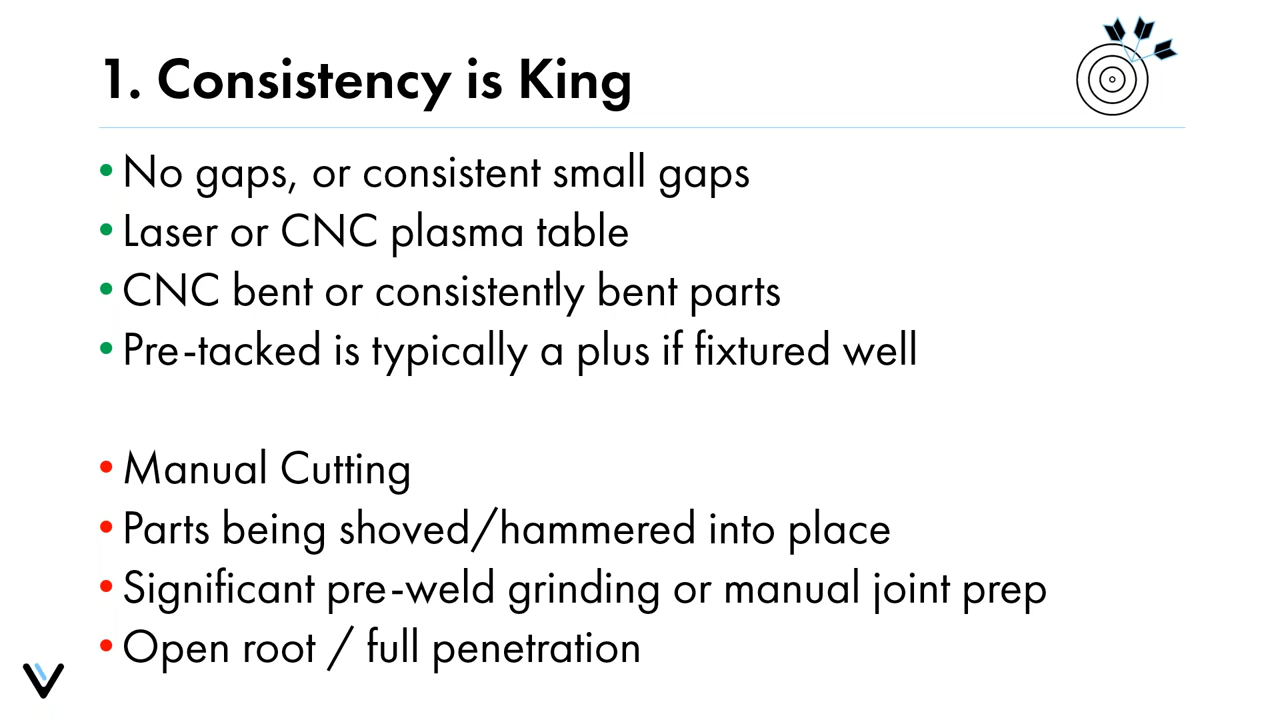 1. Consistency is King
• No gaps, or consistent small gaps
• Laser or CNC plasma table
• CNC bent or consistently bent parts
• Pre-tacked is typically a plus if fixtured well
• Manual Cutting
• Parts being shoved/hammered into place
• Significant pre-weld grinding or manual joint prep
• Open root / full penetration